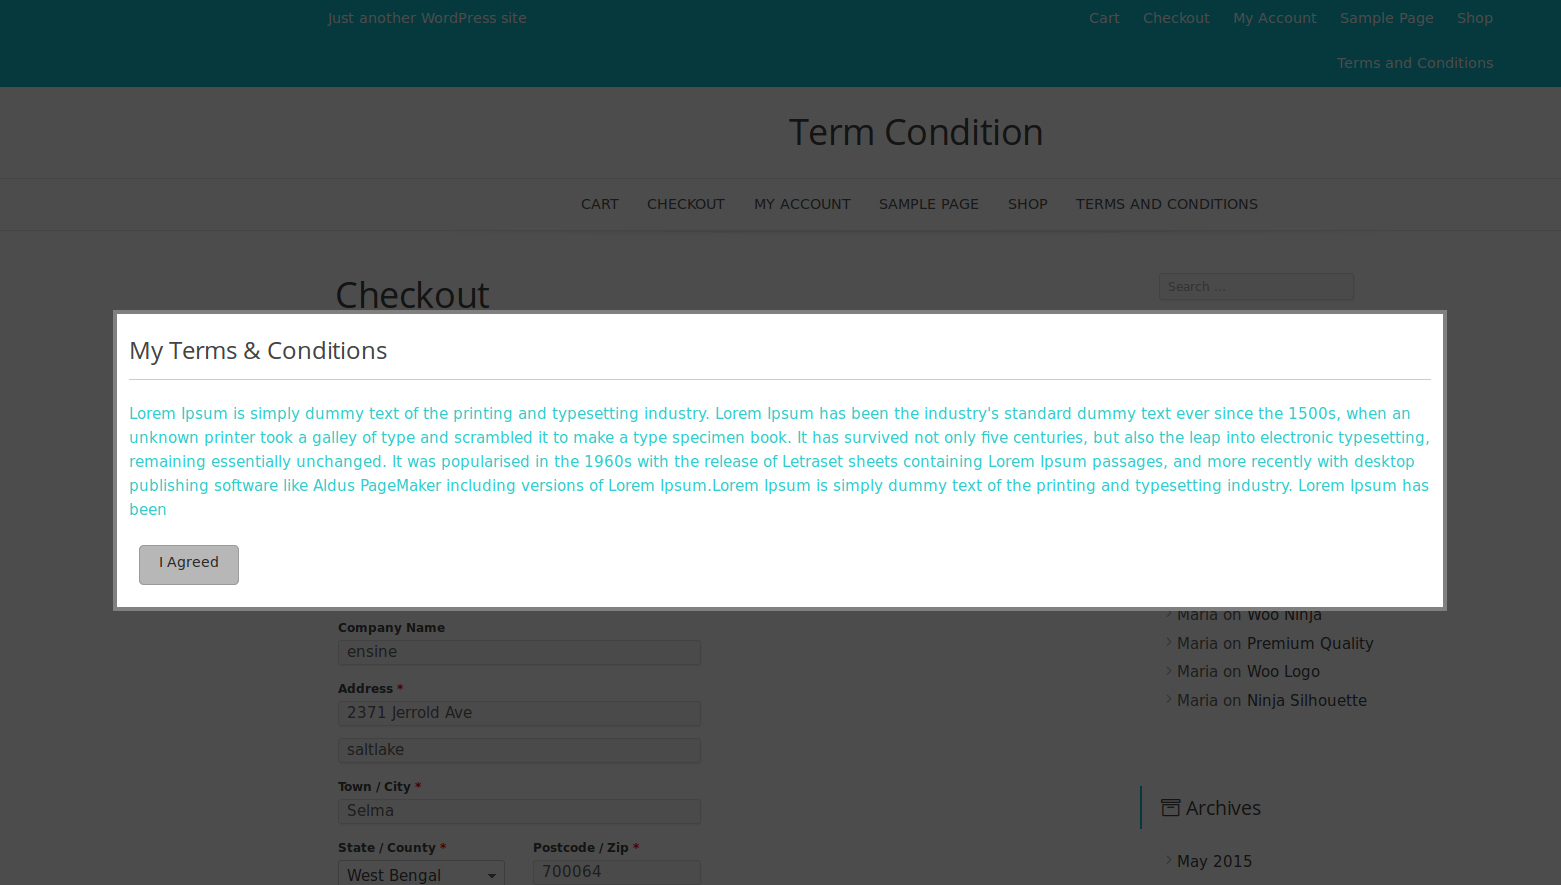 Just another WordPress site
Cart Checkout My Account Sample Page Shop
Terms and Conditions
Term Condition
CART CHECKOUT MY ACCOUNT SAMPLE PAGE SHOP TERMS AND CONDITIONS
Checkout
Search ...
My Terms & Conditions
Lorem Ipsum is simply dummy text of the printing and typesetting industry. Lorem Ipsum has been the industry's standard dummy text ever since the 1500s, when an
unknown printer took a galley of type and scrambled it to make a type specimen book. It has survived not only five centuries, but also the leap into electronic typesetting,
remaining essentially unchanged. It was popularised in the 1960s with the release of Letraset sheets containing Lorem Ipsum passages, and more recently with desktop
publishing software like Aldus PageMaker including versions of Lorem Ipsum.Lorem Ipsum is simply dummy text of the printing and typesetting industry. Lorem Ipsum has
been
I Agreed
Company Name
ensine
Address *
2371 Jerrold Ave
saltlake
Town / City *
Selma
State / County *
West Bengal
Postcode / Zip *
700064
Maria on Woo Ninja
Maria on Premium Quality
Maria on Woo Logo
Maria on Ninja Silhouette
Archives
May 2015